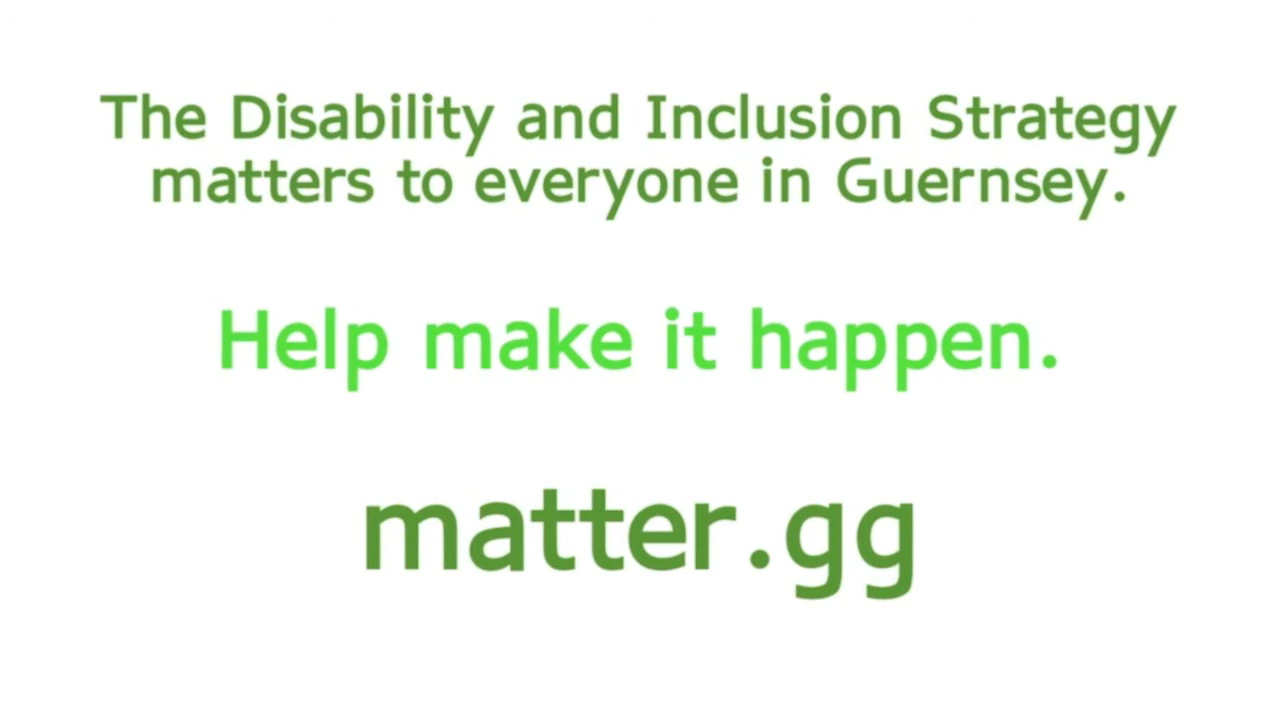 The Disability and Inclusion Strategy
matters to everyone in Guernsey.
Help make it happen.
matter.gg